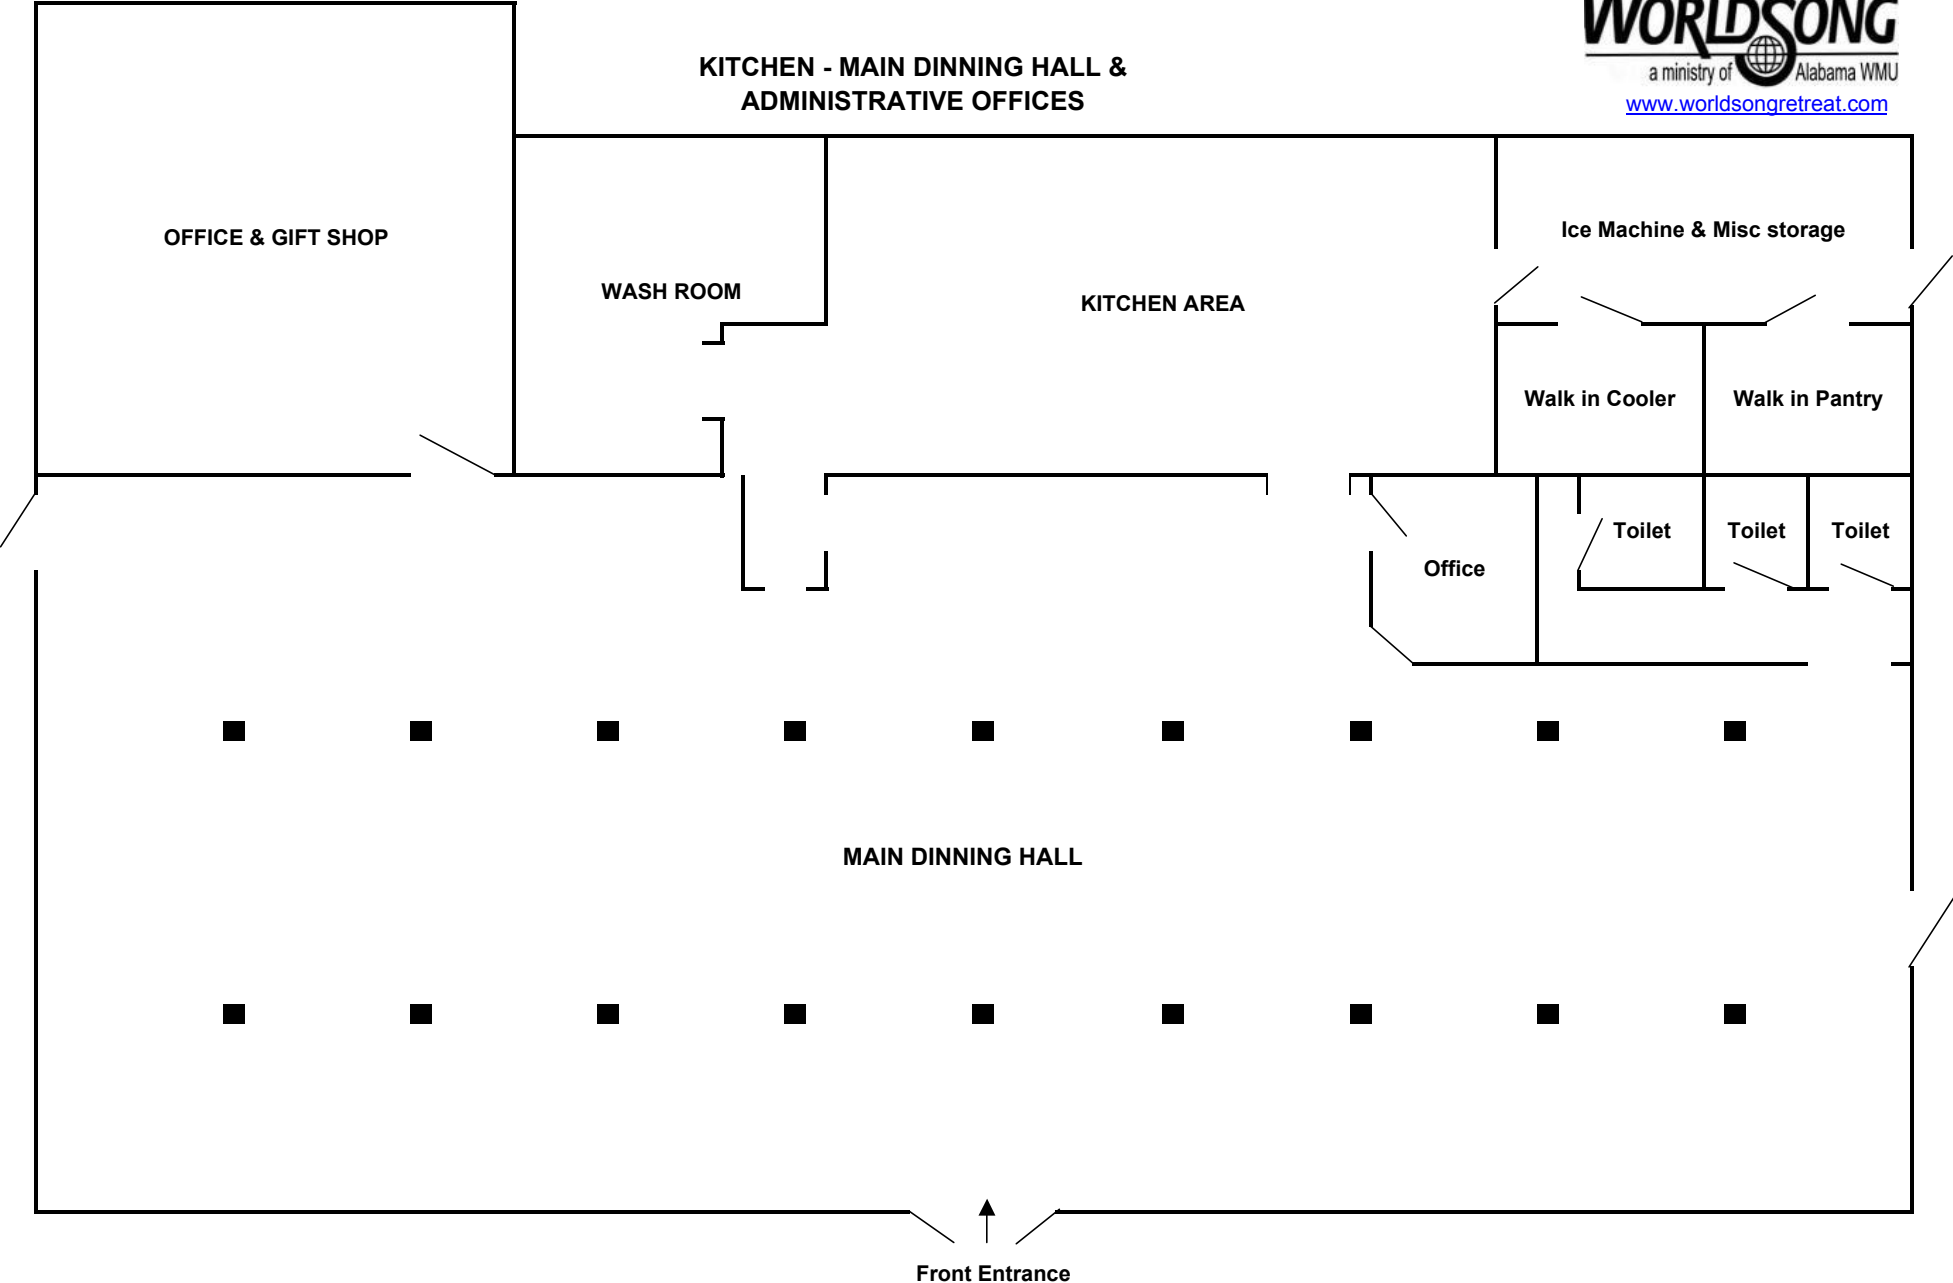 WORLDSONG
a ministry of Alabama WMU
www.worldsongretreat.com
KITCHEN - MAIN DINNING HALL &
ADMINISTRATIVE OFFICES
OFFICE & GIFT SHOP
WASH ROOM
KITCHEN AREA
Ice Machine & Misc storage
Walk in Cooler
Walk in Pantry
Office
Toilet
Toilet
Toilet
MAIN DINNING HALL
Front Entrance